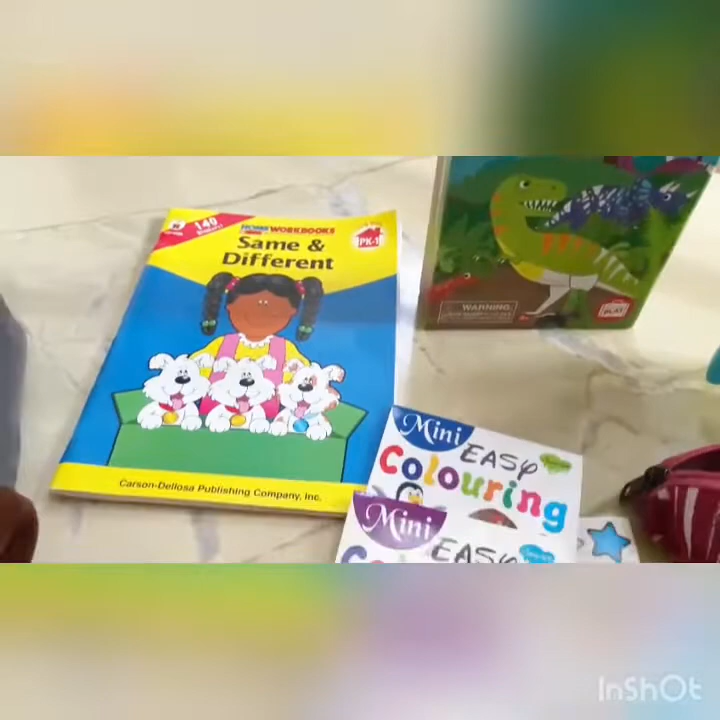 140
HOME WORKBOOKS
PK-1
Same &
Different
Carson-Dellosa Publishing Company, Inc.
WARNING:
PLAY
Mini EASY
Colouring
Mini EASY
InShOt